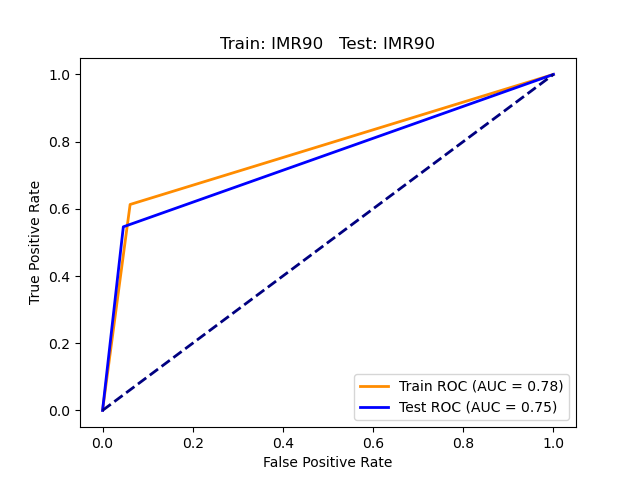 Train: IMR90   Test: IMR90
True Positive Rate
1.0
0.8
0.6
0.4
0.2
0.0
0.0 0.2 0.4 0.6 0.8 1.0
False Positive Rate
Train ROC (AUC = 0.78)
Test ROC (AUC = 0.75)